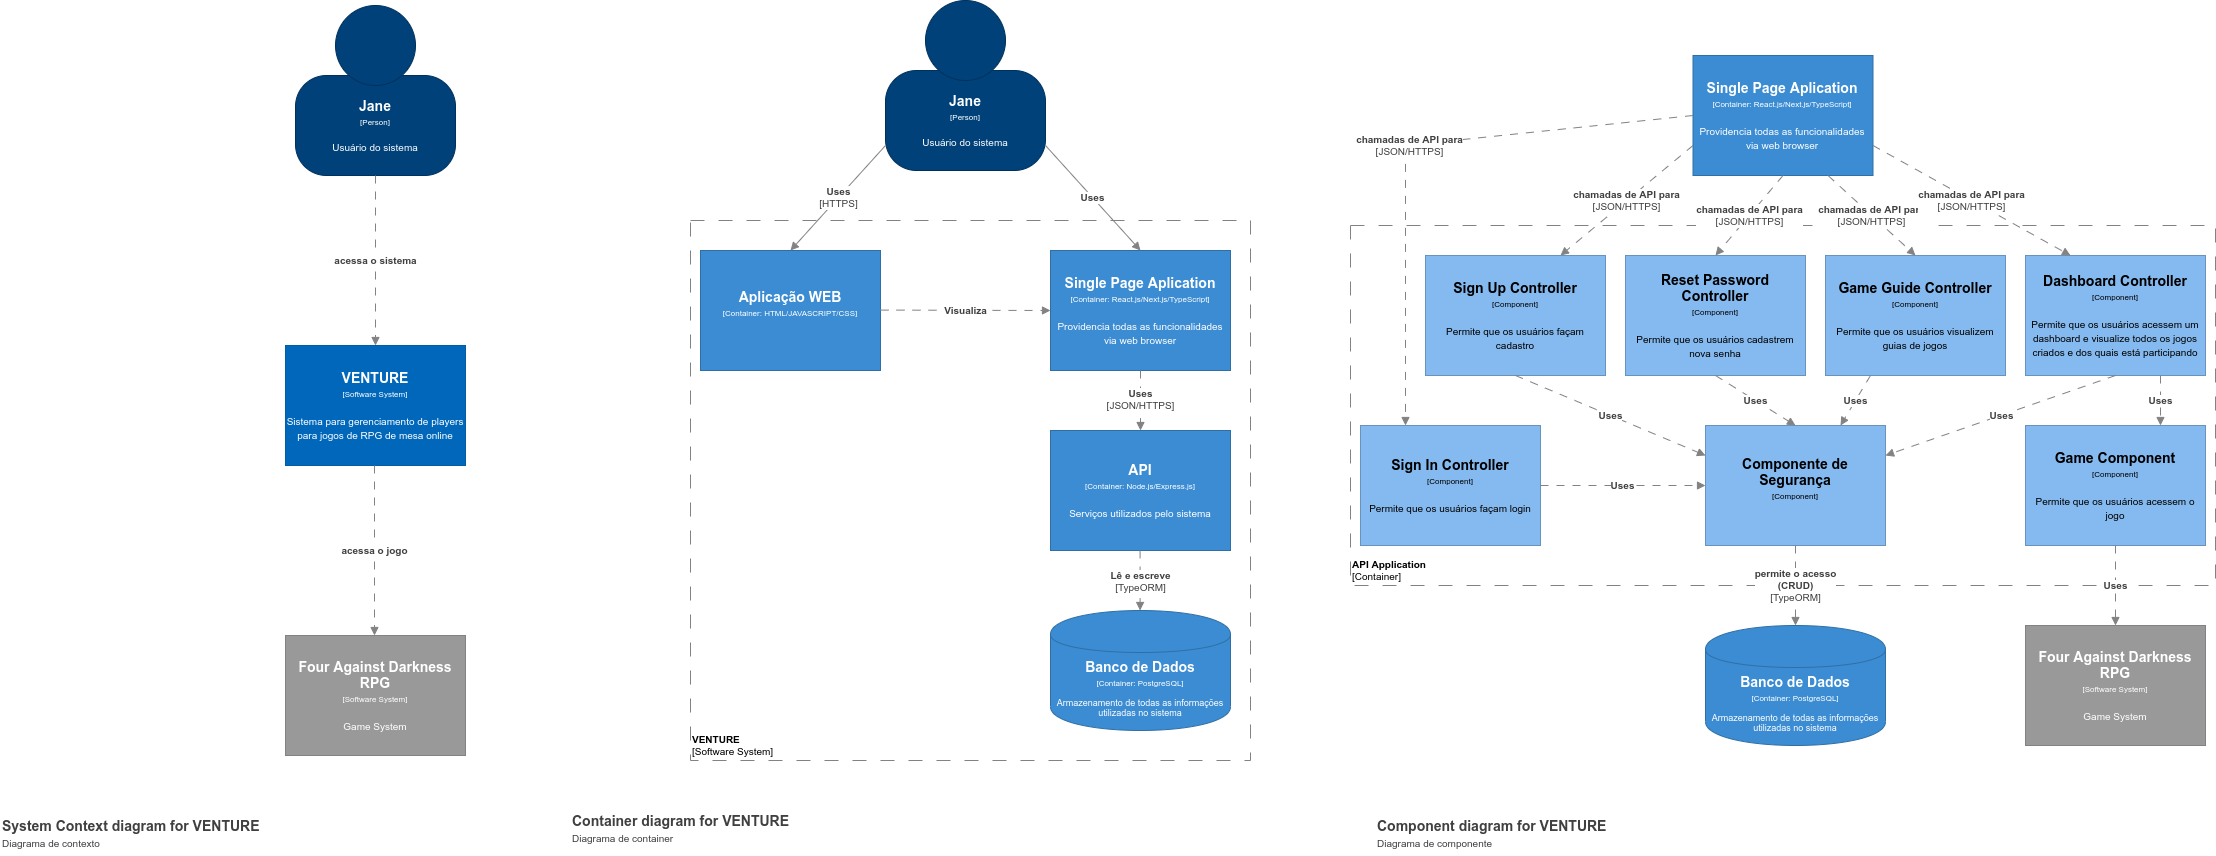 Jane
[Person]
Usuário do sistema
acessa o sistema
VENTURE
[Software System]
Sistema para gerenciamento de players
para jogos de RPG de mesa online
acessa o jogo
Four Against Darkness
RPG
[Software System]
Game System
System Context diagram for VENTURE
Diagrama de contexto
Jane
[Person]
Usuário do sistema
Uses
[HTTPS]
Uses
Aplicação WEB
[Container: HTML/JAVASCRIPT/CSS]
Visualiza
Single Page Aplication
[Container: React.js/Next.js/TypeScript]
Providencia todas as funcionalidades
via web browser
Uses
[JSON/HTTPS]
API
[Container: Node.js/Express.js]
Serviços utilizados pelo sistema
Lê e escreve
[TypeORM]
Banco de Dados
[Container: PostgreSQL]
Armazenamento de todas as informações
utilizadas no sistema
VENTURE
[Software System]
Container diagram for VENTURE
Diagrama de container
Single Page Aplication
[Container: React.js/Next.js/TypeScript]
Providencia todas as funcionalidades
via web browser
chamadas de API para
[JSON/HTTPS]
chamadas de API para
[JSON/HTTPS]
chamadas de API para
[JSON/HTTPS]
chamadas de API par
[JSON/HTTPS]
chamadas de API para
[JSON/HTTPS]
Sign Up Controller
[Component]
Permite que os usuários façam
cadastro
Reset Password
Controller
[Component]
Permite que os usuários cadastrem
nova senha
Game Guide Controller
[Component]
Permite que os usuários visualizem
guias de jogos
Dashboard Controller
[Component]
Permite que os usuários acessem um
dashboard e visualize todos os jogos
criados e dos quais está participando
Uses
Uses
Uses
Uses
Uses
Sign In Controller
[Component]
Permite que os usuários façam login
Uses
Componente de
Segurança
[Component]
Game Component
[Component]
Permite que os usuários acessem o
jogo
API Application
[Container]
permite o acesso
(CRUD)
[TypeORM]
Uses
Banco de Dados
[Container: PostgreSQL]
Armazenamento de todas as informações
utilizadas no sistema
Four Against Darkness
RPG
[Software System]
Game System
Component diagram for VENTURE
Diagrama de componente